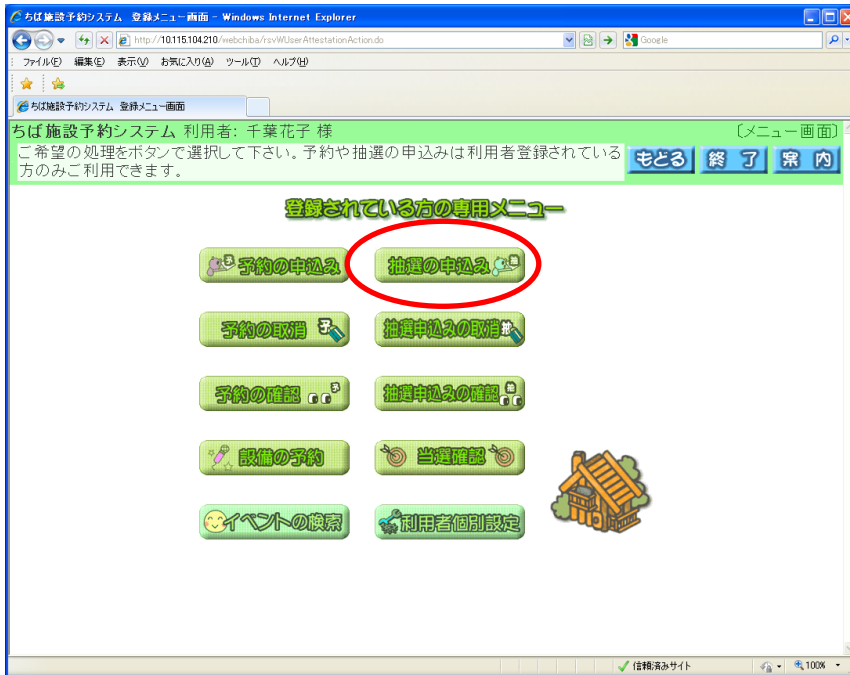 ちば施設予約システム 登録メニュー画面 - Windows Internet Explorer
http://10.115.104.210/webchiba/rsvWUserAttestationAction.do
Google
ファイル(F) 編集(E) 表示(V) お気に入り(A) ツール(T) ヘルプ(H)
ちば施設予約システム 登録メニュー画面
ちば施設予約システム 利用者: 千葉花子 様
〔メニュー画面〕
ご希望の処理をボタンで選択して下さい。予約や抽選の申込みは利用者登録されている
方のみご利用できます。
もどる 終了 案内
登録されている方の専用メニュー
予約の申込み 抽選の申込み
予約の取消 抽選申込みの取消
予約の確認 抽選申込みの確認
設備の予約 当選確認
イベントの検索 利用者個別設定
信頼済みサイト
100%